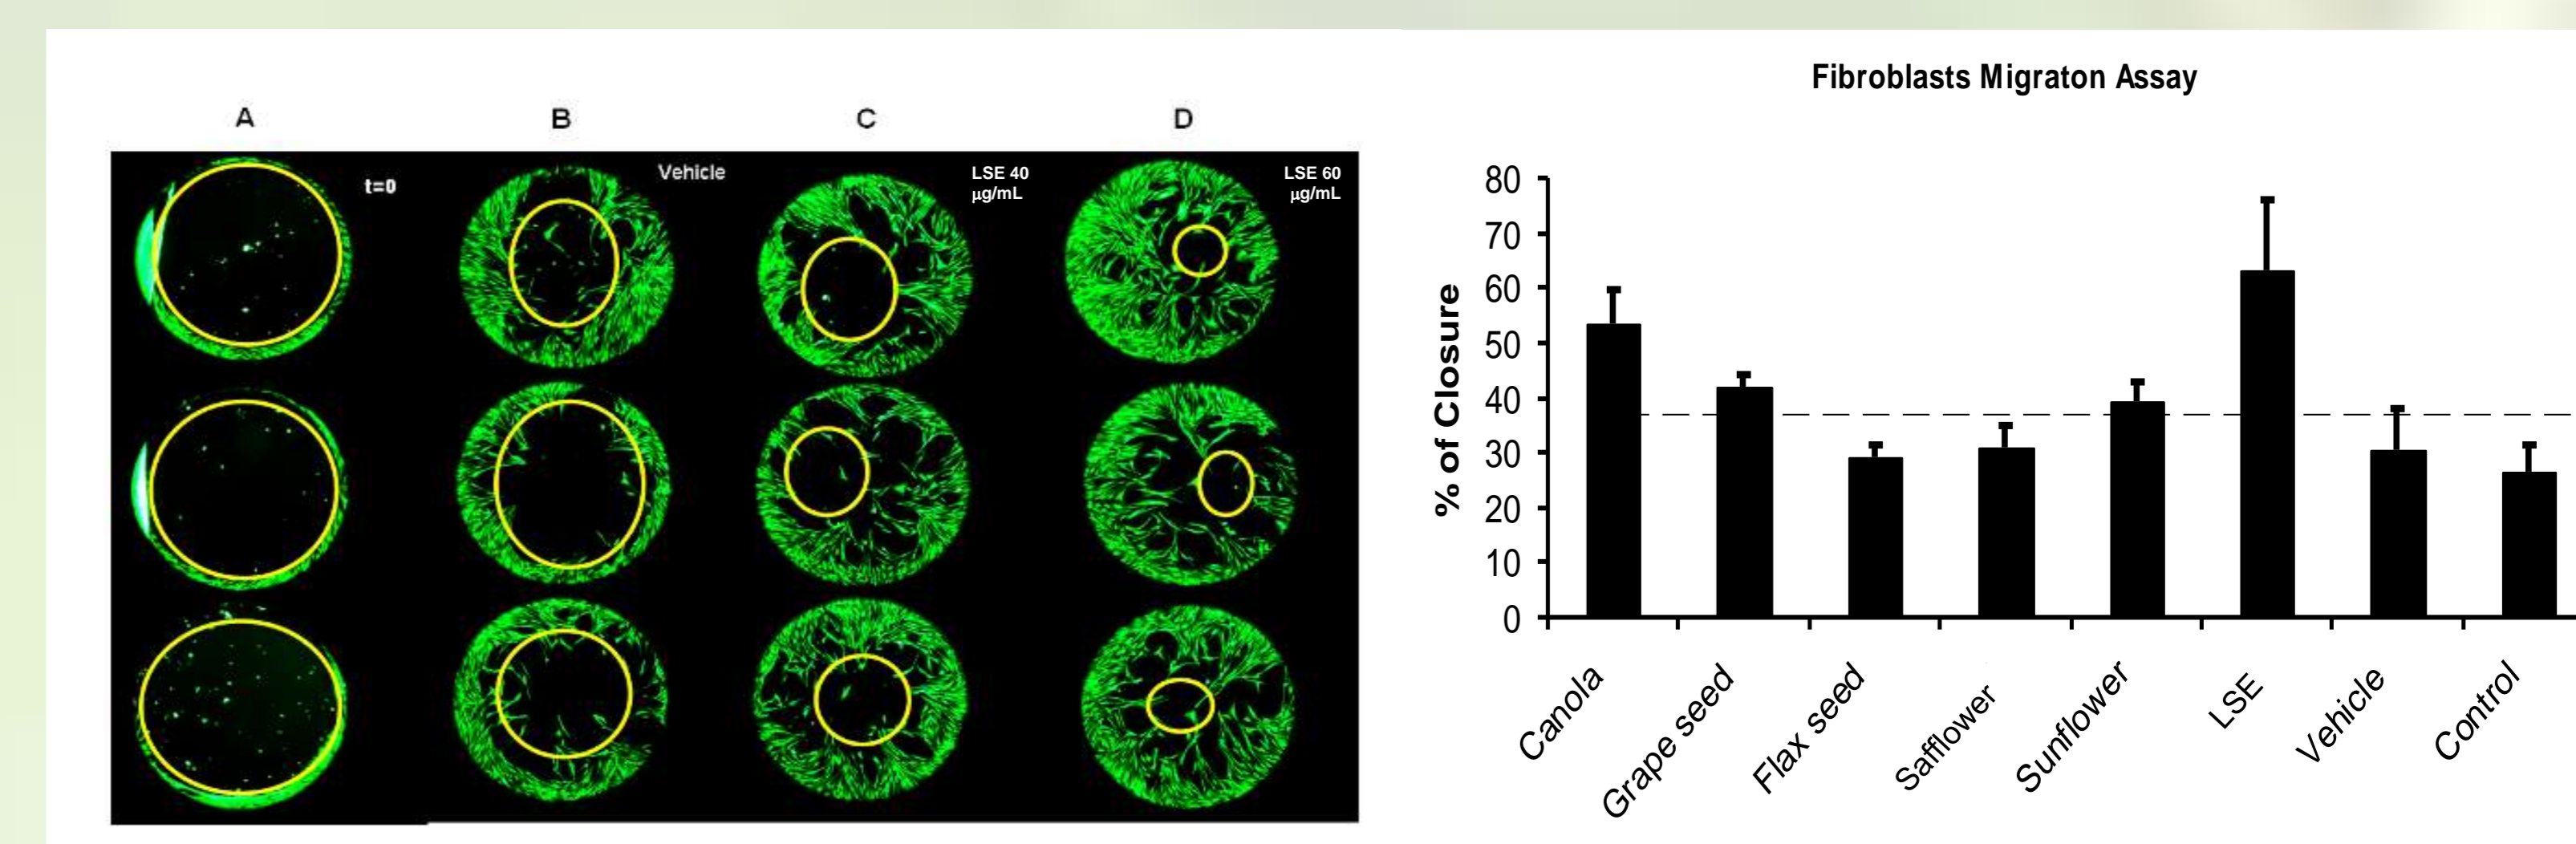 A
B
C
D
t=0
Vehicle
LSE 40
µg/mL
LSE 60
µg/mL
Fibroblasts Migraton Assay
% of Closure
80
70
60
50
40
30
20
10
0
Canola
Grape seed
Flax seed
Safflower
Sunflower
LSE
Vehicle
Control